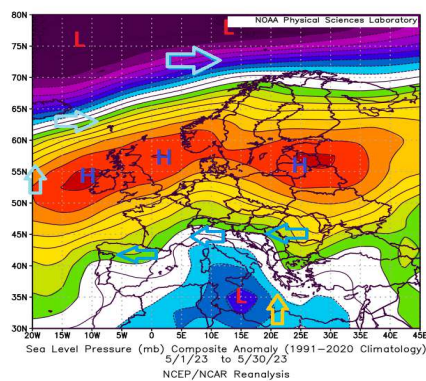 NOAA Physical Sciences Laboratory
80N
L
L
75N
70N
65N
60N
H
H
H
55N
50N
45N
40N
L
35N
30N
20W 15W 10W 5W 0 5E 10E 15E 20E 25E 30E 35E 40E 45E
Sea Level Pressure (mb) Composite Anomaly (1991-2020 Climatology)
5/1/23 to 5/30/23
NCEP/NCAR Reanalysis